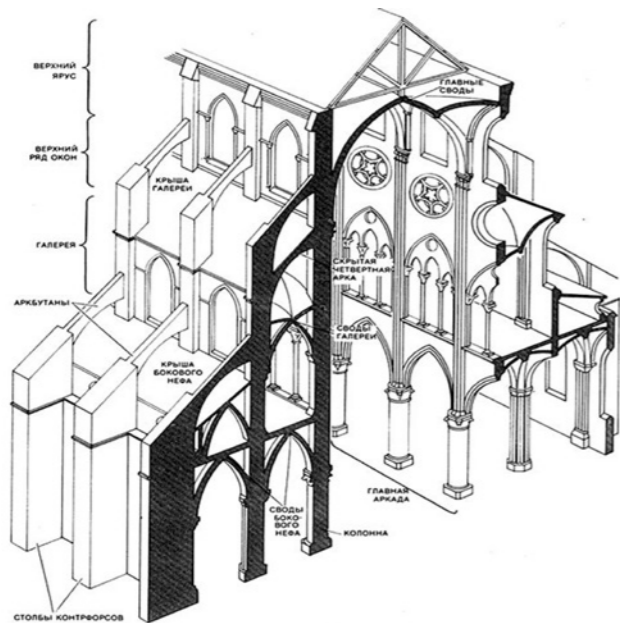 ВЕРХНИЙ
ЯРУС
ГЛАВНЫЕ
СВОДЫ
ВЕРХНИЙ
РЯД ОКОН
КРЫША
ГАЛЕРЕИ
ГАЛЕРЕЯ
СКРЫТАЯ
ЧЕТВЕРТНАЯ
АРКА
АРКБУТАНЫ
СВОДЫ
ГАЛЕРЕИ
КРЫША
БОКОВОГО
НЕФА
ГЛАВНАЯ
АРКАДА
СВОДЫ
БОКО-
ВОГО
НЕФА
КОЛОННА
СТОЛБЫ КОНТРФОРСОВ